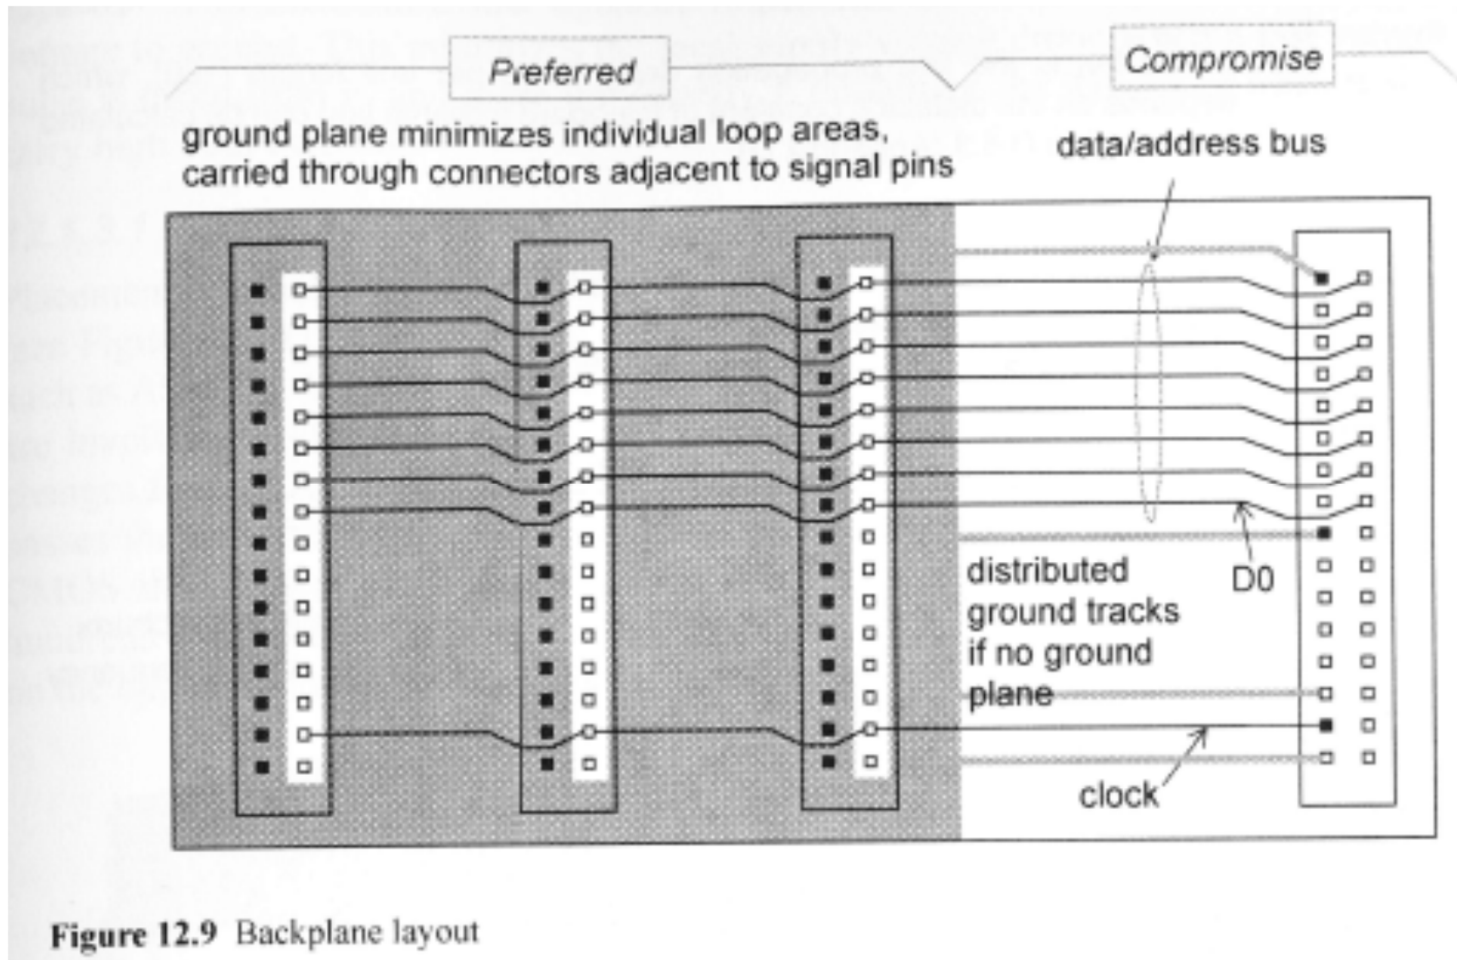 Preferred
Compromise
ground plane minimizes individual loop areas,
carried through connectors adjacent to signal pins
data/address bus
distributed
ground tracks
if no ground
plane
D0
clock
Figure 12.9 Backplane layout